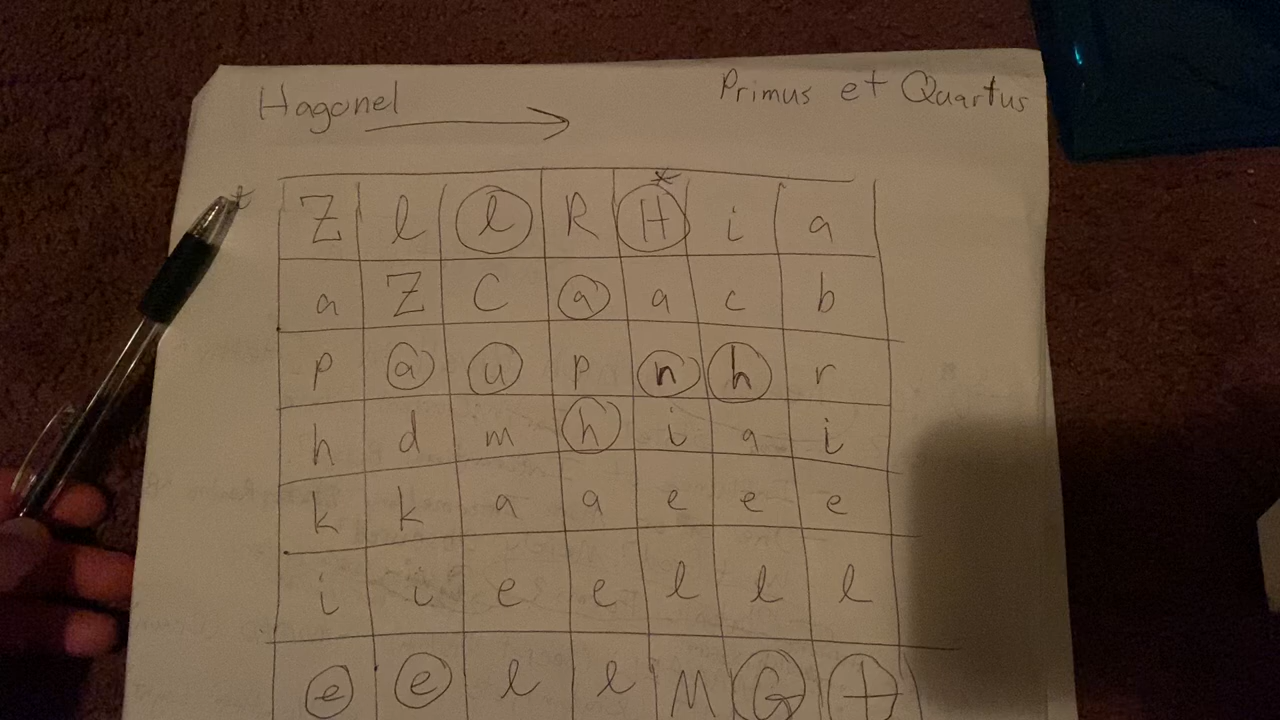 Hagonel Primus et Quartus
Z l l R H i a
a Z C a a c b
p a u p n h r
h d m h i a i
k k a a e e e
i i e e l l l
e e l l M G +